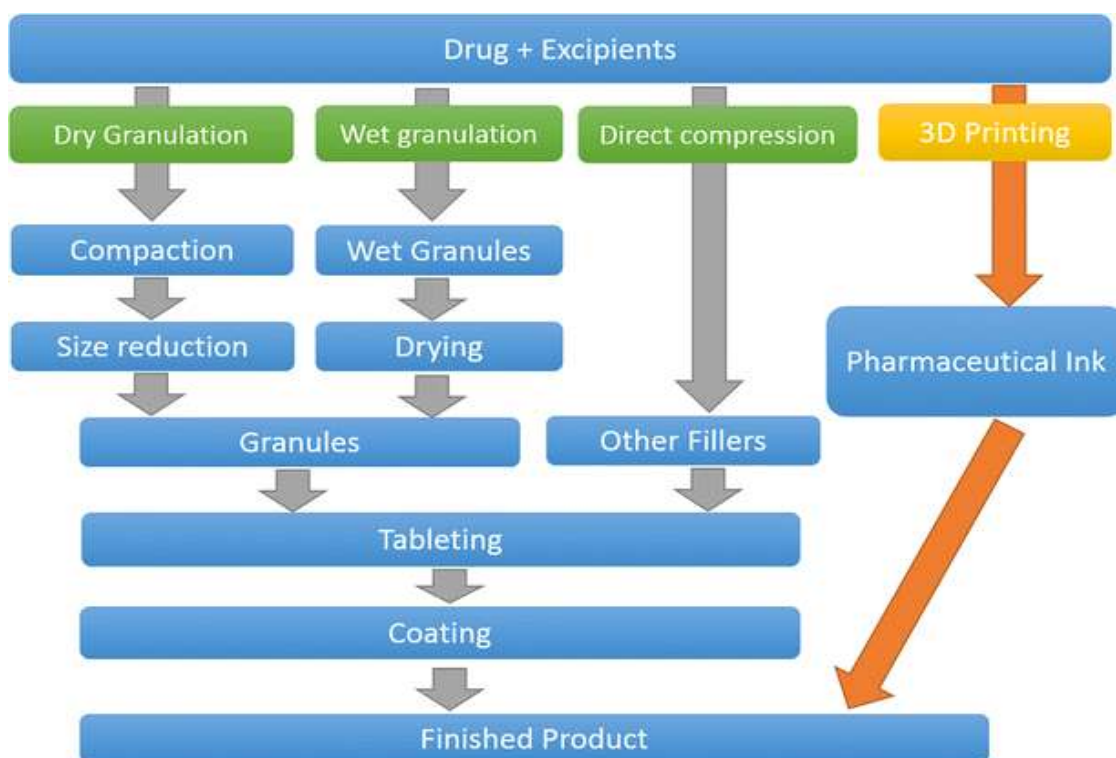 Drug + Excipients
Dry Granulation
Wet granulation
Direct compression
3D Printing
Compaction
Wet Granules
Size reduction
Drying
Pharmaceutical Ink
Granules
Other Fillers
Tableting
Coating
Finished Product